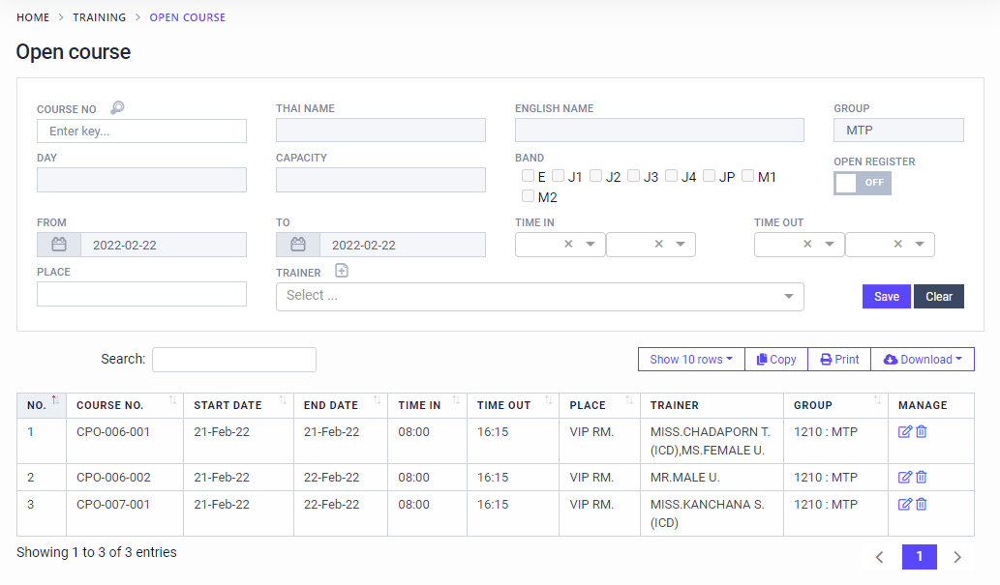 HOME > TRAINING > OPEN COURSE
Open course
COURSE NO THAI NAME ENGLISH NAME GROUP
Enter key... MTP
DAY CAPACITY BAND OPEN REGISTER
E J1 J2 J3 J4 JP M1
OFF
M2
FROM TO TIME IN TIME OUT
2022-02-22 2022-02-22
PLACE TRAINER
Select ... Save Clear
Search: Show 10 rows Copy Print Download
NO. COURSE NO. START DATE END DATE TIME IN TIME OUT PLACE TRAINER GROUP MANAGE
1 CPO-006-001 21-Feb-22 21-Feb-22 08:00 16:15 VIP RM. MISS.CHADAPORN T. 1210 : MTP
(ICD),MS.FEMALE U.
2 CPO-006-002 21-Feb-22 22-Feb-22 08:00 16:15 VIP RM. MR.MALE U. 1210 : MTP
3 CPO-007-001 21-Feb-22 22-Feb-22 08:00 16:15 VIP RM. MISS.KANCHANA S. 1210 : MTP
(ICD)
Showing 1 to 3 of 3 entries
1